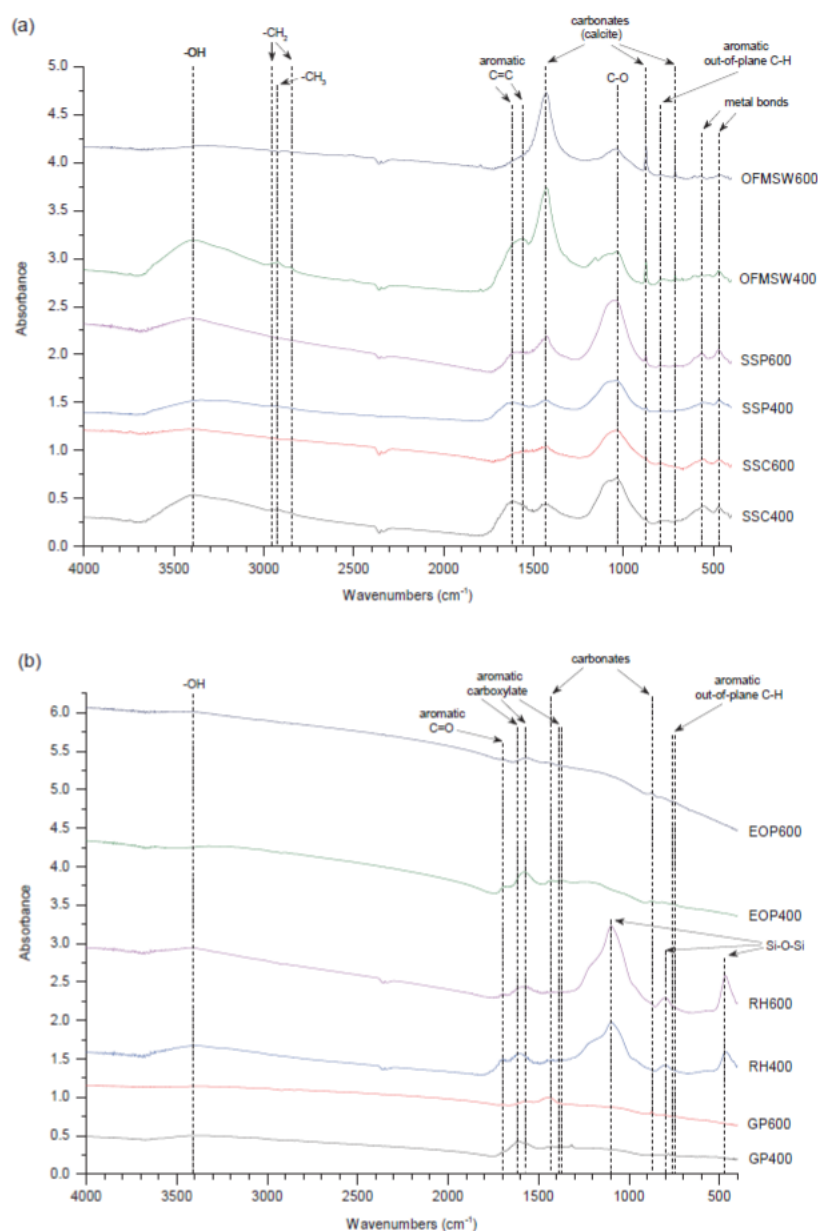 (a)
-OH
-CH₂
-CH₃
aromatic
C=C
carbonates
(calcite)
C-O
aromatic
out-of-plane C-H
metal bonds
5.0
4.5
4.0
3.5
3.0
2.5
2.0
1.5
1.0
0.5
0.0
Absorbance
OFMSW600
OFMSW400
SSP600
SSP400
SSC600
SSC400
4000 3500 3000 2500 2000 1500 1000 500
Wavenumbers (cm⁻¹)
(b)
-OH
aromatic
C=O
aromatic
carboxylate
carbonates
aromatic
out-of-plane C-H
6.0
5.5
5.0
4.5
4.0
3.5
3.0
2.5
2.0
1.5
1.0
0.5
0.0
Absorbance
EOP600
EOP400
Si-O-Si
RH600
RH400
GP600
GP400
4000 3500 3000 2500 2000 1500 1000 500
Wavenumbers (cm⁻¹)